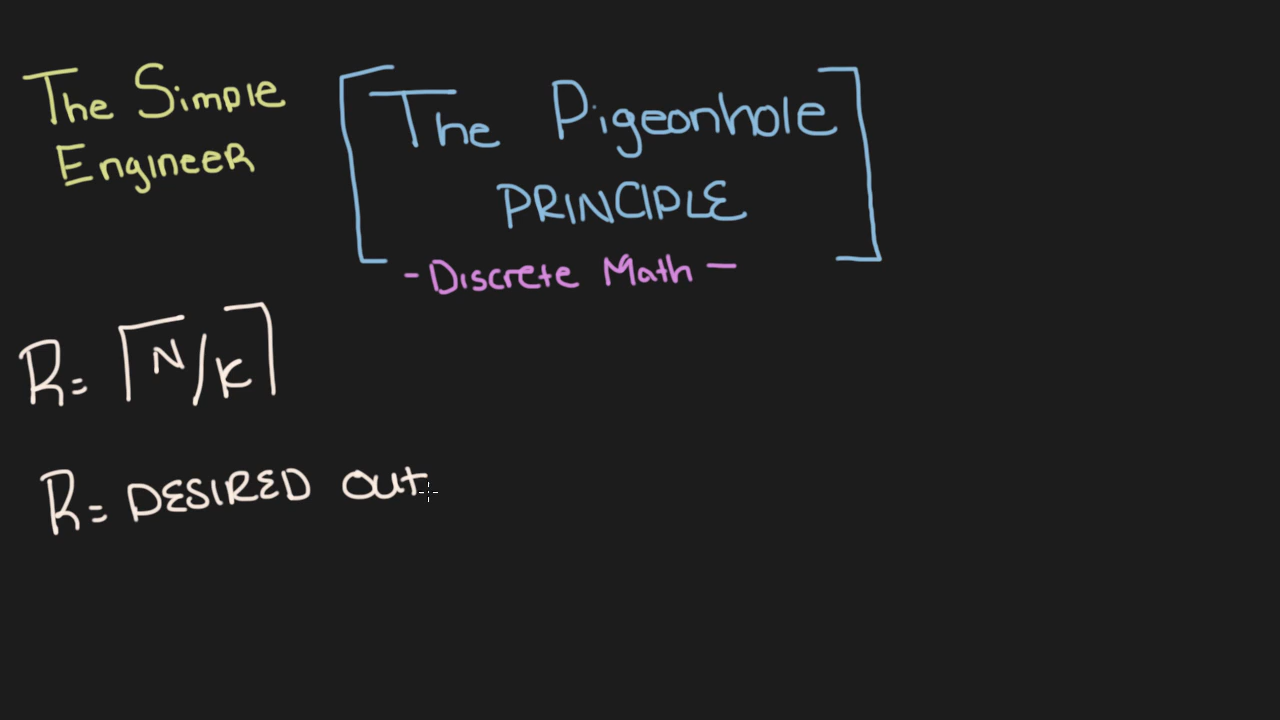 The Simple
Engineer
The Pigeonhole
PRINCIPLE
- Discrete Math -
R = ⌈N/K⌉
R = DESIRED OUT